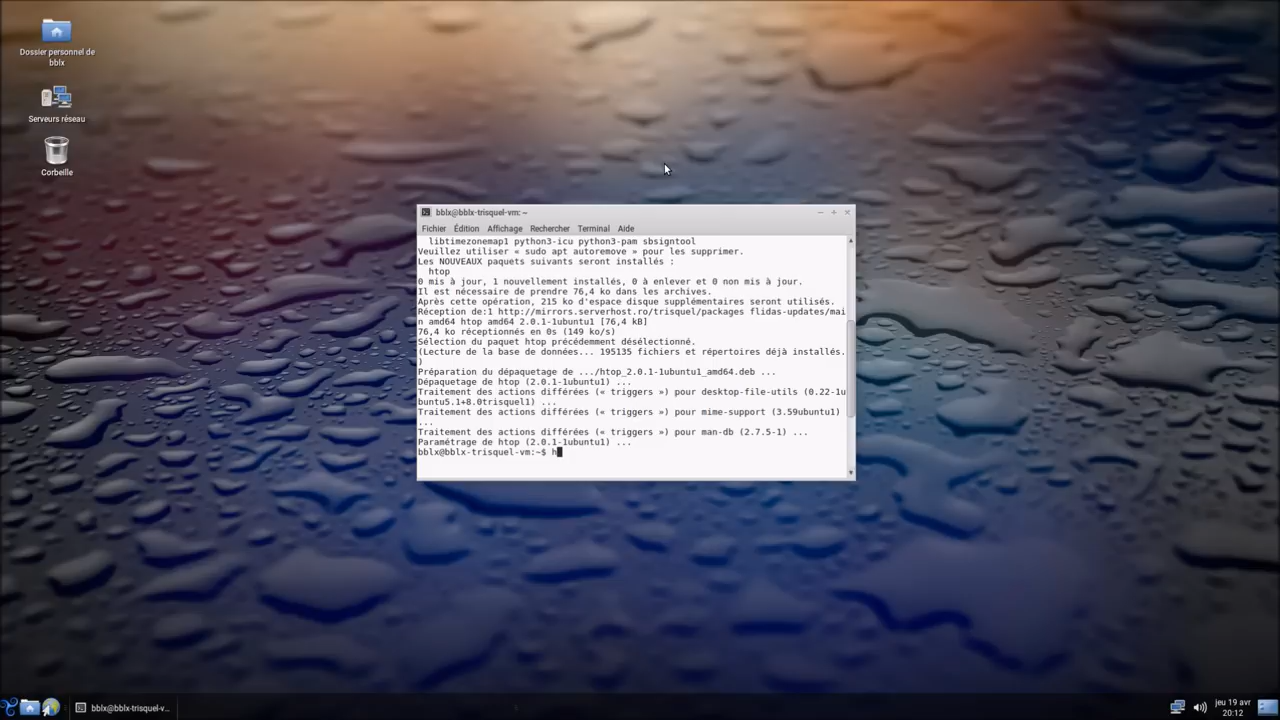 Dossier personnel de
bblx
Serveurs réseau
Corbeille
bblx@bblx-trisquel-vm: ~
Fichier Édition Affichage Rechercher Terminal Aide
libtimezonemap1 python3-icu python3-pam sbsigntool
Veuillez utiliser « sudo apt autoremove » pour les supprimer.
Les NOUVEAUX paquets suivants seront installés :
htop
0 mis à jour, 1 nouvellement installés, 0 à enlever et 0 non mis à jour.
Il est nécessaire de prendre 76,4 ko dans les archives.
Après cette opération, 215 ko d'espace disque supplémentaires seront utilisés.
Réception de:1 http://mirrors.serverhost.ro/trisquel/packages flidas-updates/mai
n amd64 htop amd64 2.0.1-1ubuntu1 [76,4 kB]
76,4 ko réceptionnés en 0s (149 ko/s)
Sélection du paquet htop précédemment désélectionné.
(Lecture de la base de données... 195135 fichiers et répertoires déjà installés.
)
Préparation du dépaquetage de .../htop_2.0.1-1ubuntu1_amd64.deb ...
Dépaquetage de htop (2.0.1-1ubuntu1) ...
Traitement des actions différées (« triggers ») pour desktop-file-utils (0.22-1u
buntu5.1+8.0trisquel1) ...
Traitement des actions différées (« triggers ») pour mime-support (3.59ubuntu1)
...
Traitement des actions différées (« triggers ») pour man-db (2.7.5-1) ...
Paramétrage de htop (2.0.1-1ubuntu1) ...
bblx@bblx-trisquel-vm:~$ h
bblx@bblx-trisquel-v...
jeu 19 avr
20:12